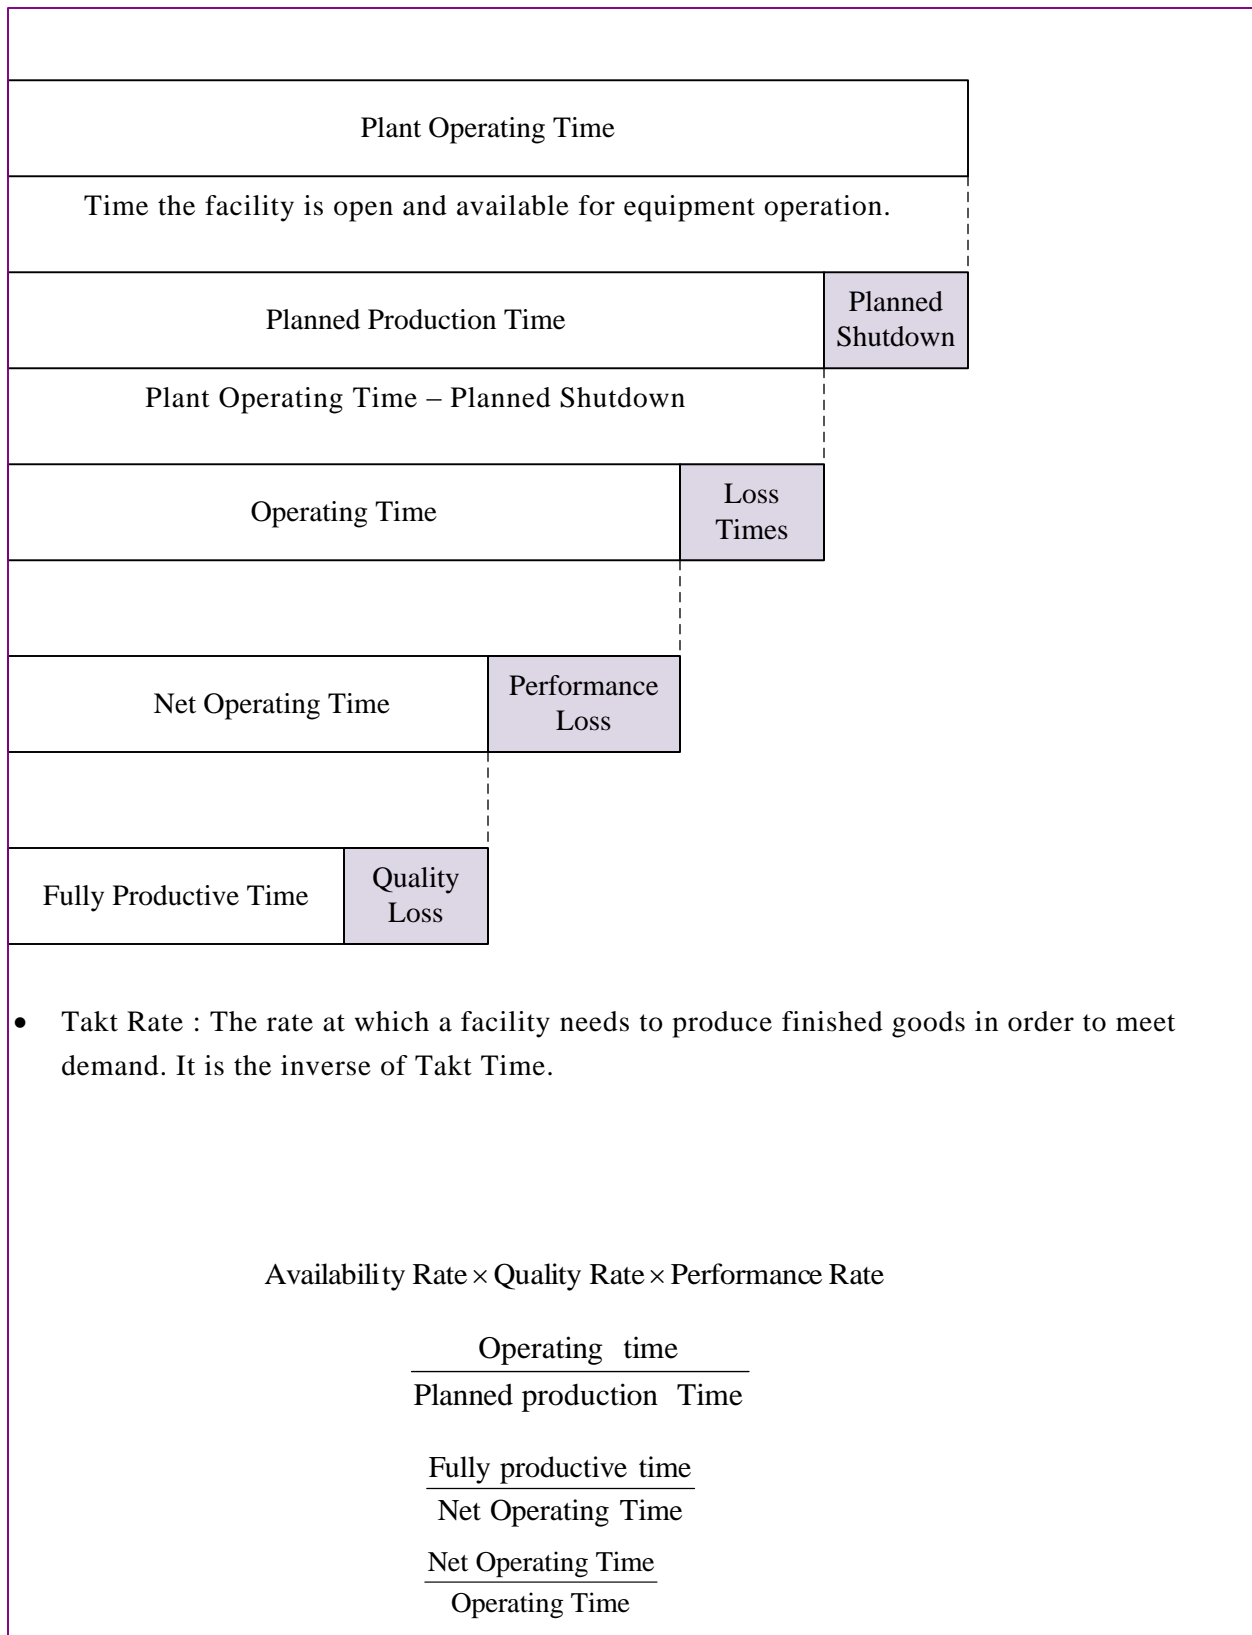 Plant Operating Time
Time the facility is open and available for equipment operation.
Planned Production Time
Planned
Shutdown
Plant Operating Time – Planned Shutdown
Operating Time
Loss
Times
Net Operating Time
Performance
Loss
Fully Productive Time
Quality
Loss
• Takt Rate : The rate at which a facility needs to produce finished goods in order to meet
demand. It is the inverse of Takt Time.
Availability Rate × Quality Rate × Performance Rate
Operating time
Planned production Time
Fully productive time
Net Operating Time
Net Operating Time
Operating Time